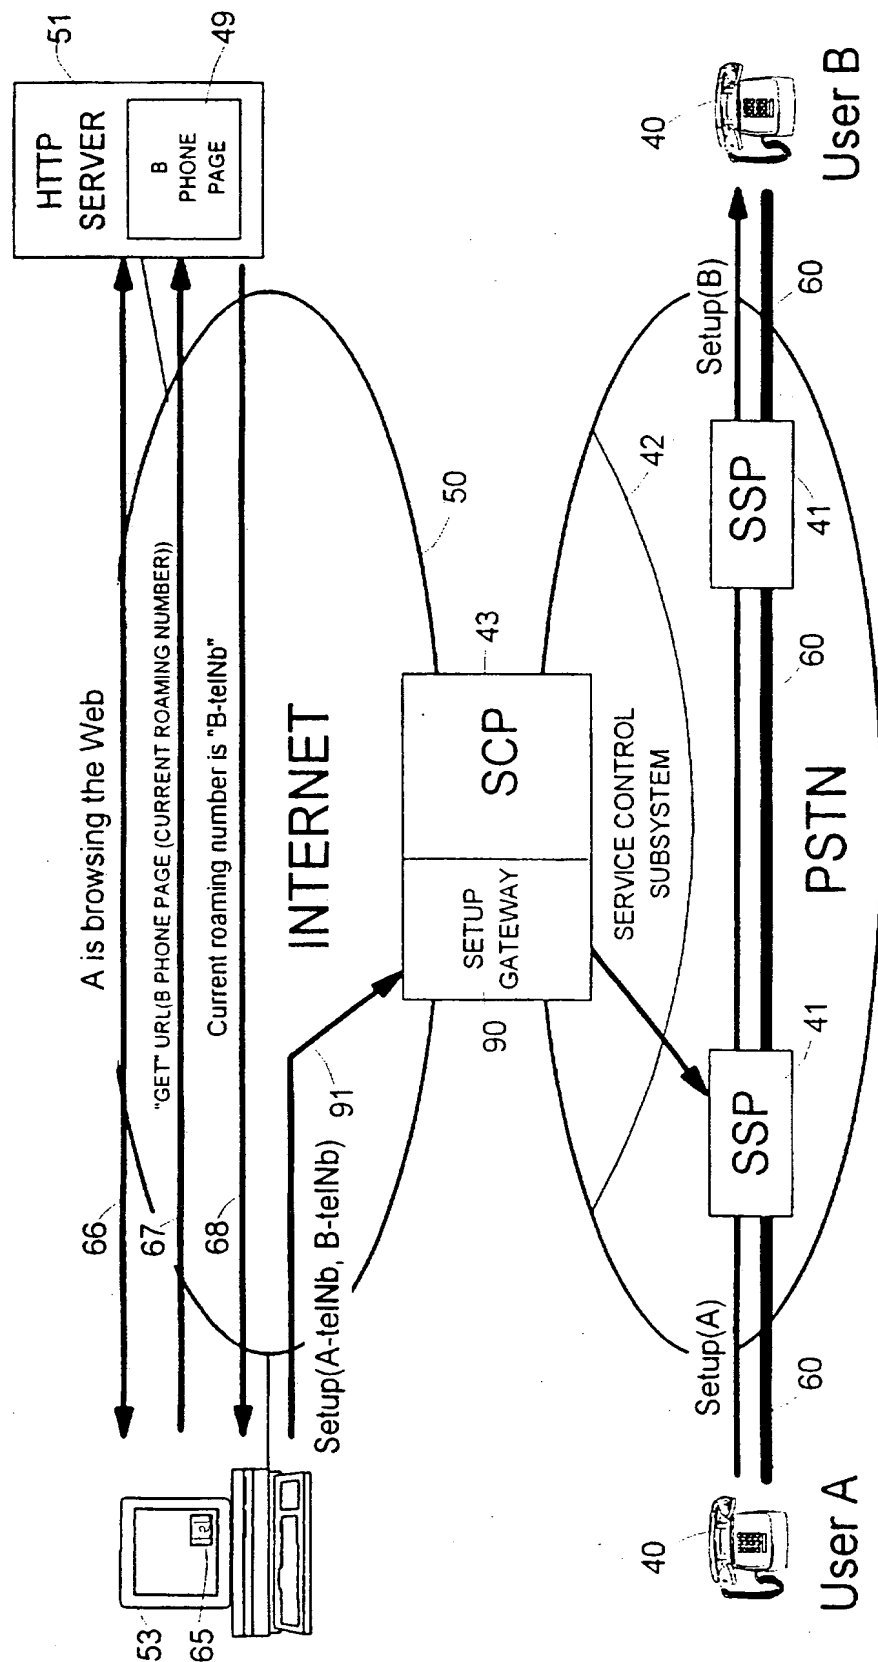 51
HTTP
SERVER
49
B
PHONE
PAGE
A is browsing the Web
66
"GET" URL(B PHONE PAGE (CURRENT ROAMING NUMBER))
67
Current roaming number is "B-telNb"
68
53
65
INTERNET
50
Setup(A-telNb, B-telNb)
91
SETUP
GATEWAY
SCP
90
43
SERVICE CONTROL
SUBSYSTEM
42
40
Setup(A)
SSP
41
60
SSP
41
Setup(B)
40
60
60
PSTN
User A
User B